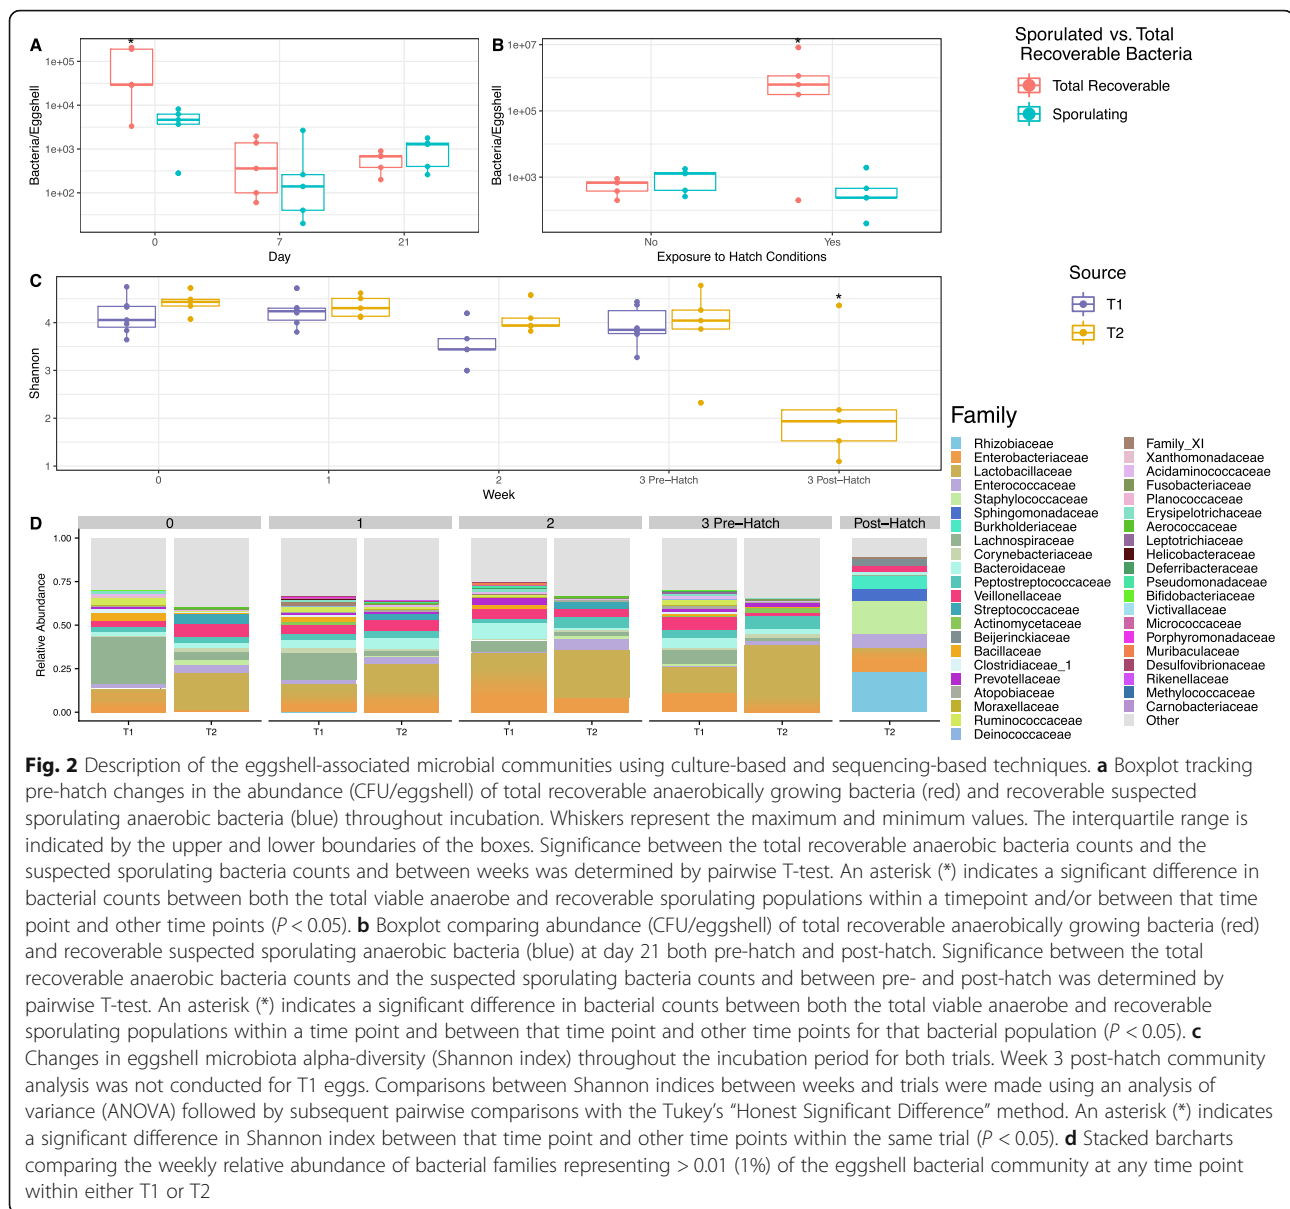 A
*
1e+05
1e+04
1e+03
1e+02
Bacteria/Eggshell
0
7
21
Day
B
*
1e+07
1e+05
1e+03
Bacteria/Eggshell
No
Yes
Exposure to Hatch Conditions
Sporulated vs. Total
Recoverable Bacteria
Total Recoverable
Sporulating
C
*
4
3
2
1
Shannon
0
1
2
3 Pre–Hatch
3 Post–Hatch
Week
Source
T1
T2
D
0
1
2
3 Pre–Hatch
Post–Hatch
1.00
0.75
0.50
0.25
0.00
Relative Abundance
T1
T2
T1
T2
T1
T2
T1
T2
T2
Family
Rhizobiaceae
Enterobacteriaceae
Lactobacillaceae
Enterococcaceae
Staphylococcaceae
Sphingomonadaceae
Burkholderiaceae
Lachnospiraceae
Corynebacteriaceae
Bacteroidaceae
Peptostreptococcaceae
Veillonellaceae
Streptococcaceae
Actinomycetaceae
Beijerinckiaceae
Bacillaceae
Clostridiaceae_1
Prevotellaceae
Atopobiaceae
Moraxellaceae
Ruminococcaceae
Deinococcaceae
Family_XI
Xanthomonadaceae
Acidaminococcaceae
Fusobacteriaceae
Planococcaceae
Erysipelotrichaceae
Aerococcaceae
Leptotrichiaceae
Helicobacteraceae
Deferribacteraceae
Pseudomonadaceae
Bifidobacteriaceae
Victivallaceae
Micrococcaceae
Porphyromonadaceae
Muribaculaceae
Desulfovibrionaceae
Rikenellaceae
Methylococcaceae
Carnobacteriaceae
Other
Fig. 2 Description of the eggshell-associated microbial communities using culture-based and sequencing-based techniques. a Boxplot tracking
pre-hatch changes in the abundance (CFU/eggshell) of total recoverable anaerobically growing bacteria (red) and recoverable suspected
sporulating anaerobic bacteria (blue) throughout incubation. Whiskers represent the maximum and minimum values. The interquartile range is
indicated by the upper and lower boundaries of the boxes. Significance between the total recoverable anaerobic bacteria counts and the
suspected sporulating bacteria counts and between weeks was determined by pairwise T-test. An asterisk (*) indicates a significant difference in
bacterial counts between both the total viable anaerobe and recoverable sporulating populations within a timepoint and/or between that time
point and other time points (P < 0.05). b Boxplot comparing abundance (CFU/eggshell) of total recoverable anaerobically growing bacteria (red)
and recoverable suspected sporulating anaerobic bacteria (blue) at day 21 both pre-hatch and post-hatch. Significance between the total
recoverable anaerobic bacteria counts and the suspected sporulating bacteria counts and between pre- and post-hatch was determined by
pairwise T-test. An asterisk (*) indicates a significant difference in bacterial counts between both the total viable anaerobe and recoverable
sporulating populations within a time point and between that time point and other time points for that bacterial population (P < 0.05). c
Changes in eggshell microbiota alpha-diversity (Shannon index) throughout the incubation period for both trials. Week 3 post-hatch community
analysis was not conducted for T1 eggs. Comparisons between Shannon indices between weeks and trials were made using an analysis of
variance (ANOVA) followed by subsequent pairwise comparisons with the Tukey's “Honest Significant Difference” method. An asterisk (*) indicates
a significant difference in Shannon index between that time point and other time points within the same trial (P < 0.05). d Stacked barcharts
comparing the weekly relative abundance of bacterial families representing > 0.01 (1%) of the eggshell bacterial community at any time point
within either T1 or T2